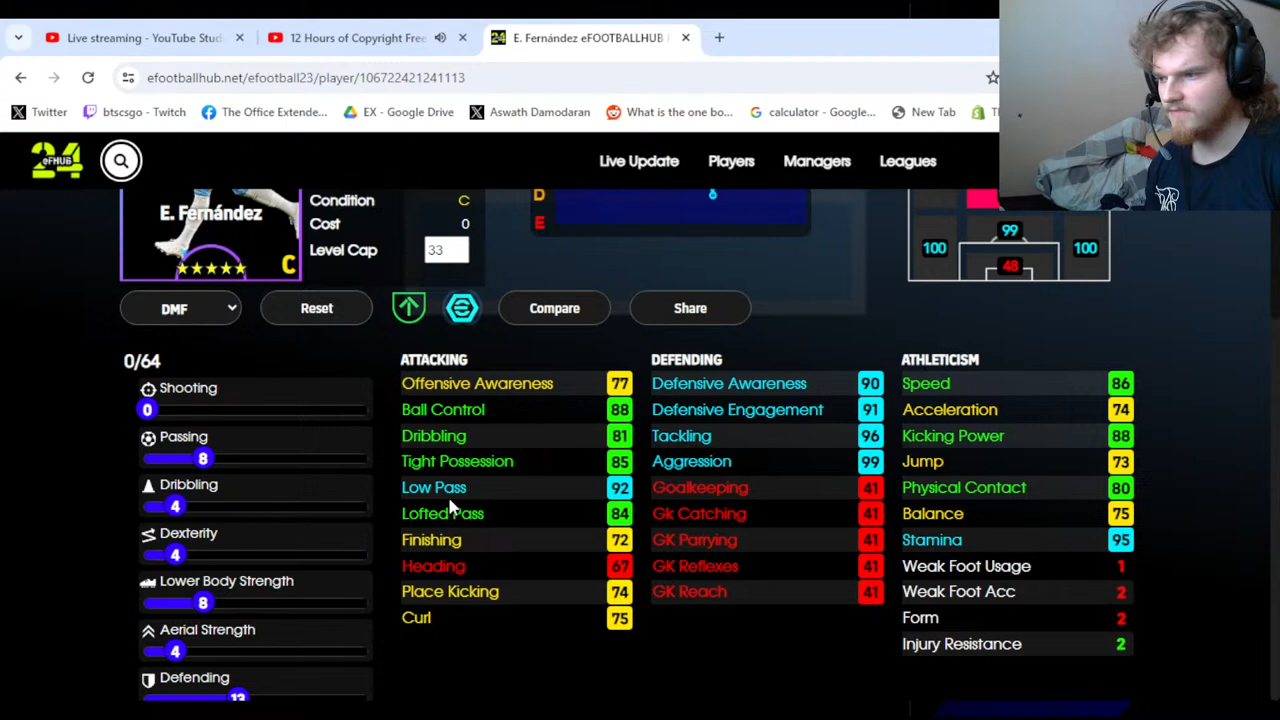 Live streaming - YouTube Stud
12 Hours of Copyright Free
E. Fernández eFOOTBALLHUB
efootballhub.net/efootball23/player/106722421241113
Twitter
btscsgo - Twitch
The Office Extende...
EX - Google Drive
Aswath Damodaran
What is the one bo...
calculator - Google...
New Tab
24
eFHUB
Live Update
Players
Managers
Leagues
E. Fernández
C
Condition C
Cost 0
Level Cap 33
D
E
99
100
100
48
DMF
Reset
Compare
Share
0/64
Shooting
0
Passing
8
Dribbling
4
Dexterity
4
Lower Body Strength
8
Aerial Strength
4
Defending
13
ATTACKING
Offensive Awareness 77
Ball Control 88
Dribbling 81
Tight Possession 85
Low Pass 92
Lofted Pass 84
Finishing 72
Heading 67
Place Kicking 74
Curl 75
DEFENDING
Defensive Awareness 90
Defensive Engagement 91
Tackling 96
Aggression 99
Goalkeeping 41
Gk Catching 41
GK Parrying 41
GK Reflexes 41
GK Reach 41
ATHLETICISM
Speed 86
Acceleration 74
Kicking Power 88
Jump 73
Physical Contact 80
Balance 75
Stamina 95
Weak Foot Usage 1
Weak Foot Acc 2
Form 2
Injury Resistance 2